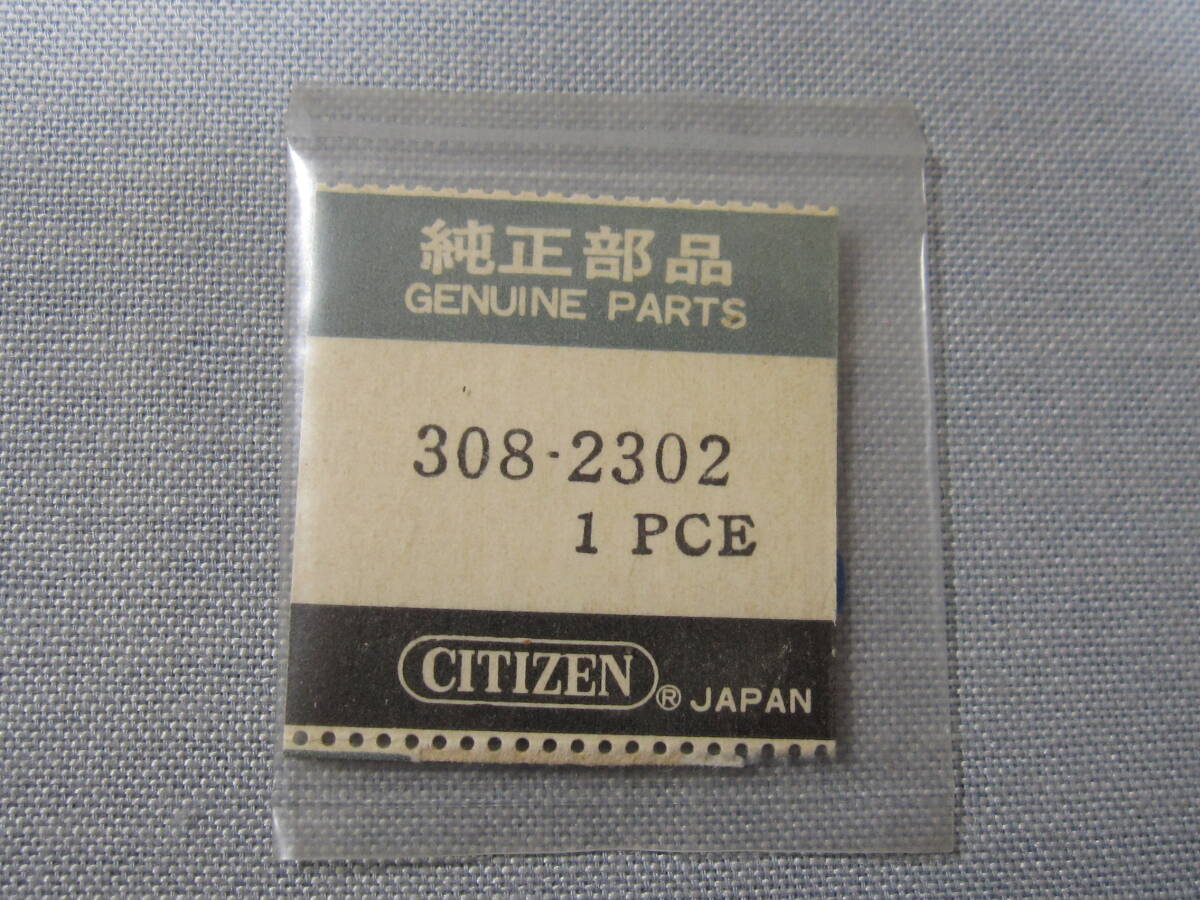 純正部品
GENUINE PARTS
308-2302
1 PCE
CITIZEN ® JAPAN